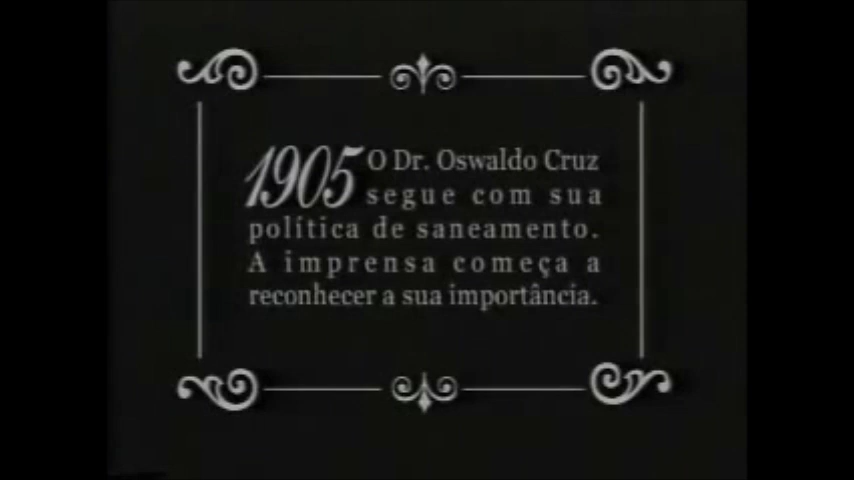 1905 O Dr. Oswaldo Cruz
segue com sua
política de saneamento.
A imprensa começa a
reconhecer a sua importância.